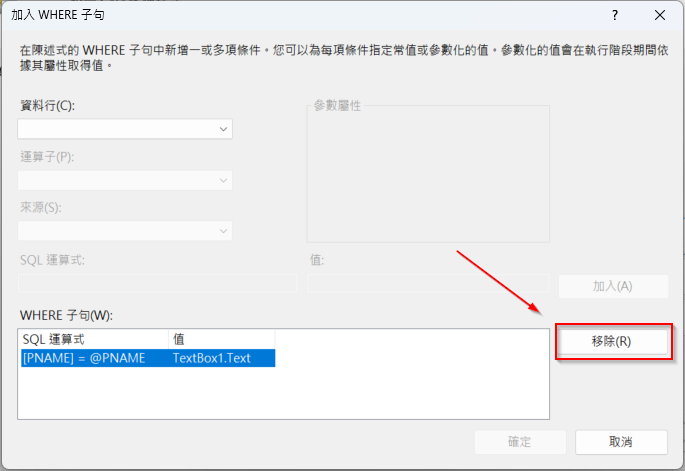 加入 WHERE 子句
?
在陳述式的 WHERE 子句中新增一或多項條件。您可以為每項條件指定常值或參數化的值。參數化的值會在執行階段期間依
據其屬性取得值。
資料行(C):
參數屬性
運算子(P):
來源(S):
SQL 運算式:
值:
加入(A)
WHERE 子句(W):
SQL 運算式
值
移除(R)
[PNAME] = @PNAME
TextBox1.Text
確定
取消